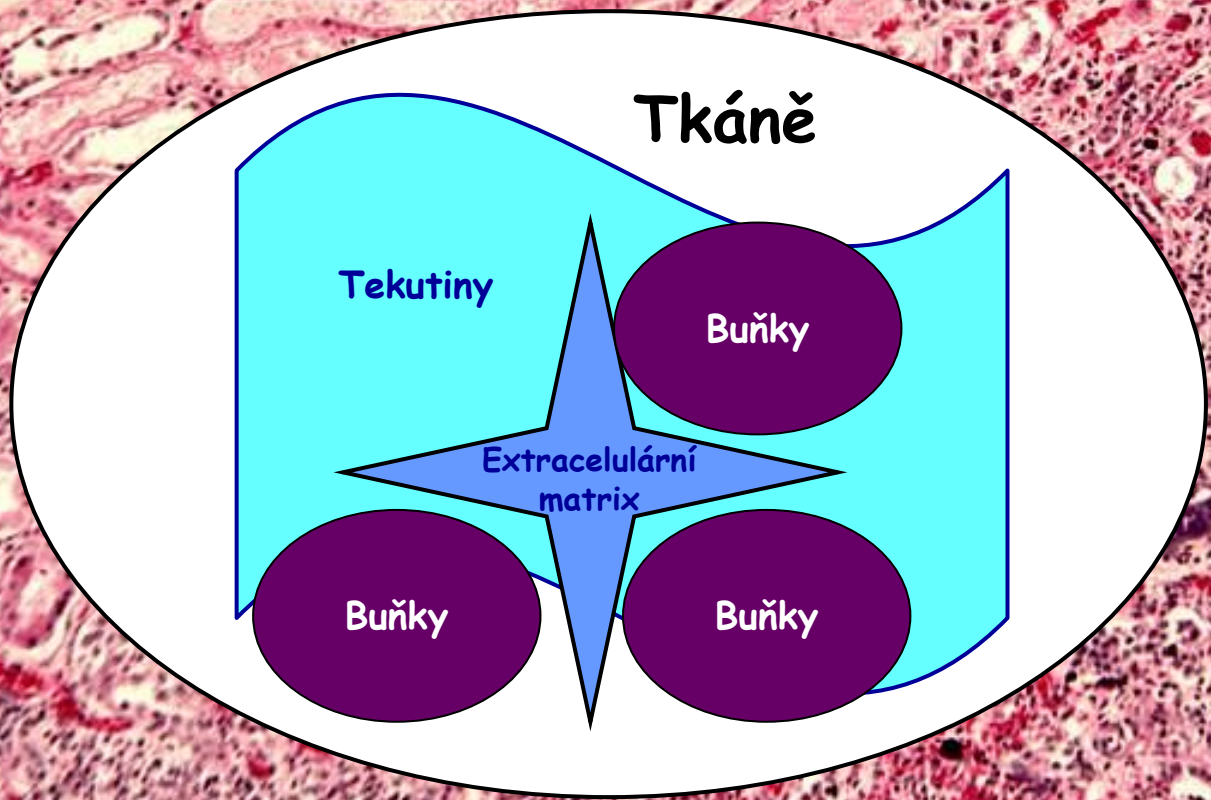 Tkáně
Tekutiny
Buňky
Extracelulární
matrix
Buňky
Buňky